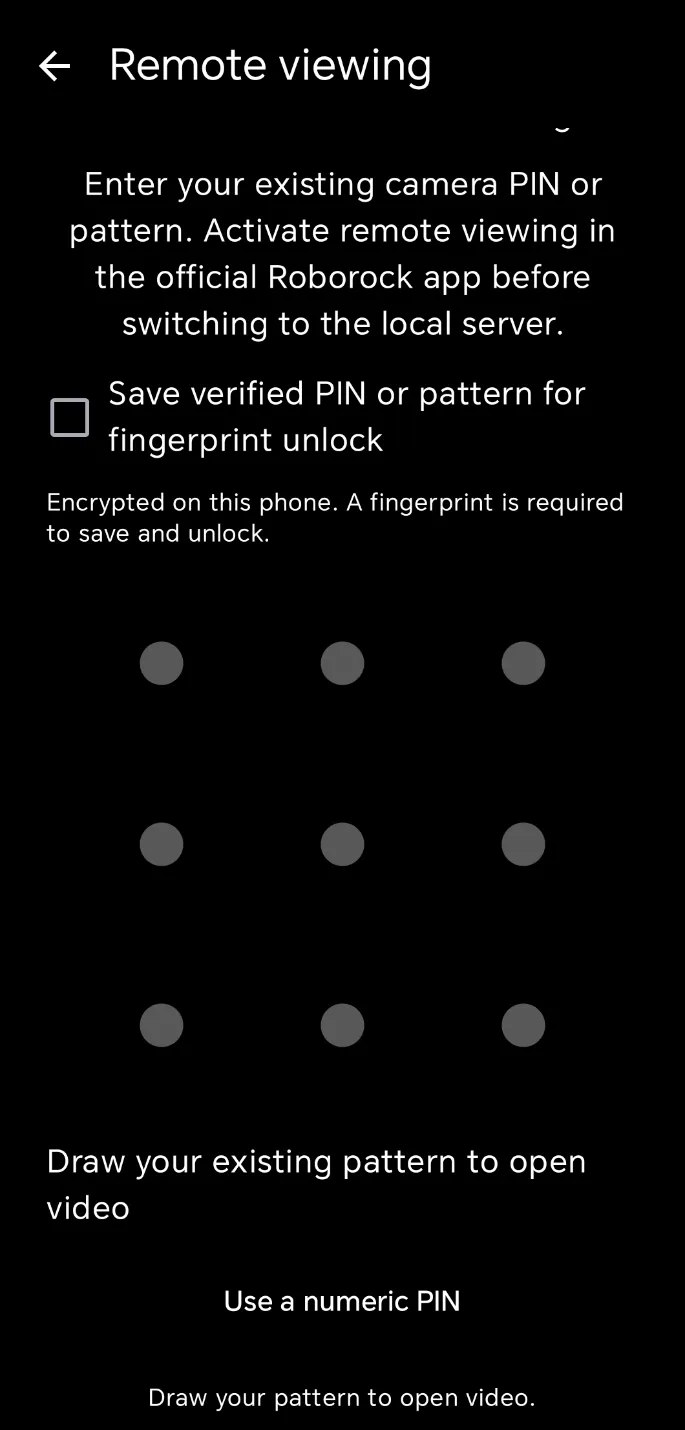 Remote viewing
Enter your existing camera PIN or
pattern. Activate remote viewing in
the official Roborock app before
switching to the local server.
Save verified PIN or pattern for
fingerprint unlock
Encrypted on this phone. A fingerprint is required
to save and unlock.
Draw your existing pattern to open
video
Use a numeric PIN
Draw your pattern to open video.